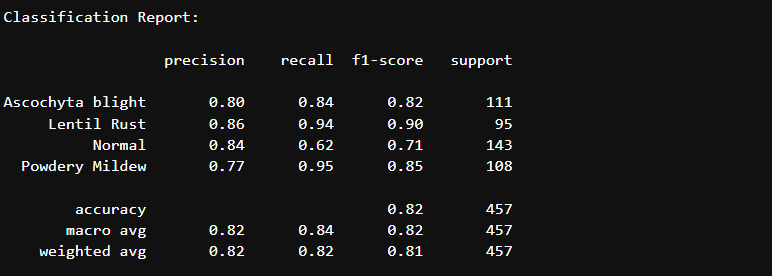 Classification Report:
precision recall f1-score support
Ascochyta blight 0.80 0.84 0.82 111
Lentil Rust 0.86 0.94 0.90 95
Normal 0.84 0.62 0.71 143
Powdery Mildew 0.77 0.95 0.85 108
accuracy 0.82 457
macro avg 0.82 0.84 0.82 457
weighted avg 0.82 0.82 0.81 457